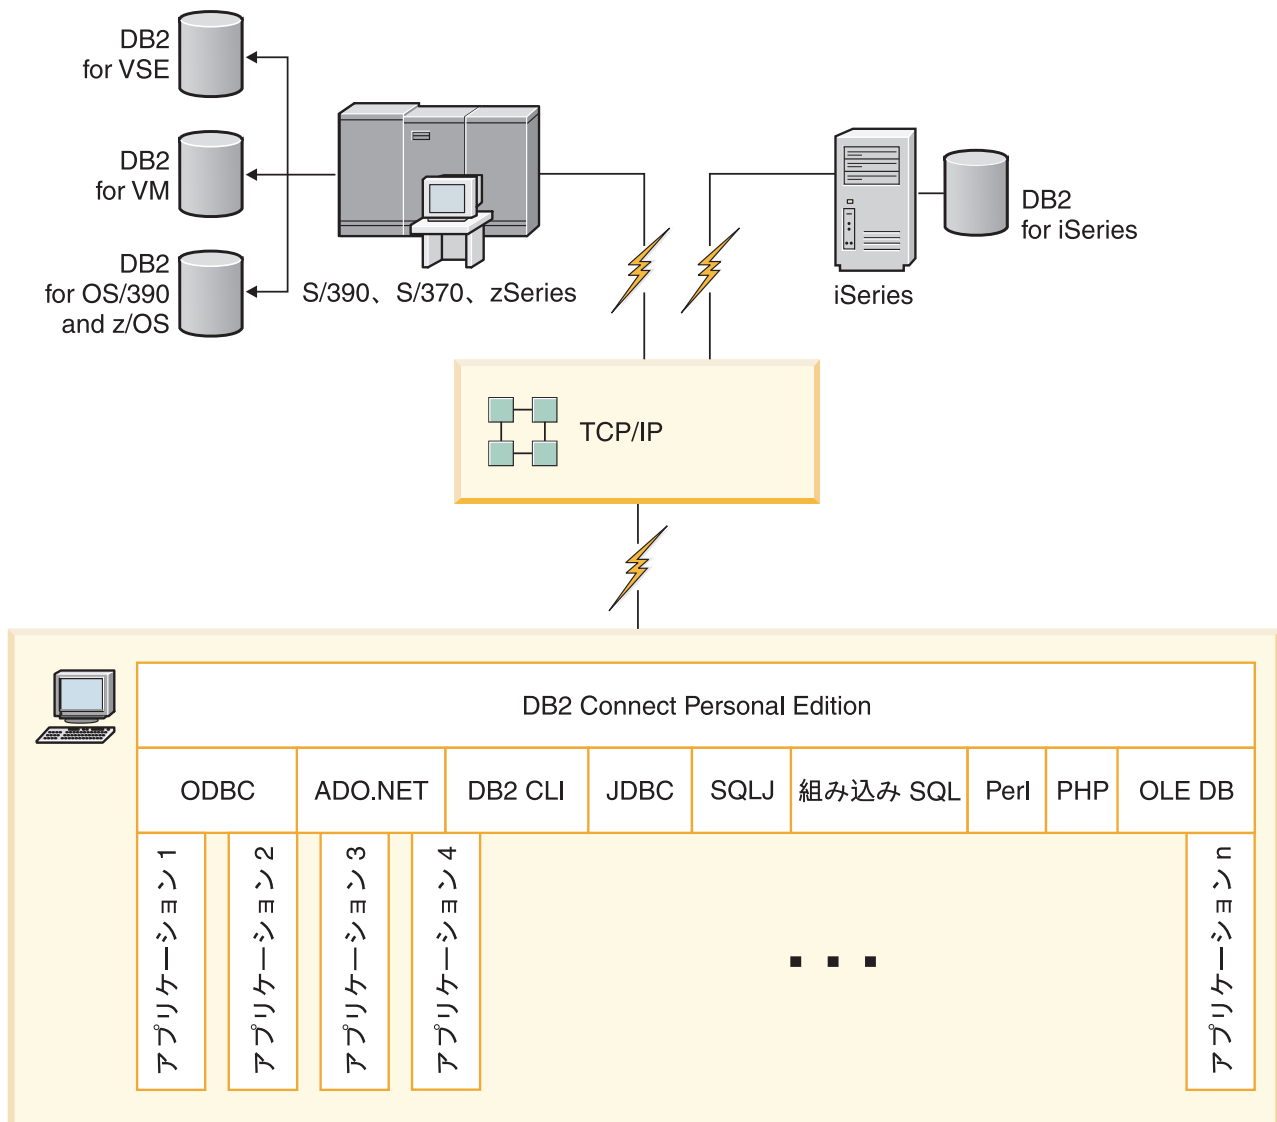 DB2
for VSE
DB2
for VM
DB2
for OS/390
and z/OS
S/390、S/370、zSeries
DB2
for iSeries
iSeries
TCP/IP
DB2 Connect Personal Edition
ODBC
ADO.NET
DB2 CLI
JDBC
SQLJ
組み込み SQL
Perl
PHP
OLE DB
アプリケーション 1
アプリケーション 2
アプリケーション 3
アプリケーション 4
アプリケーション n